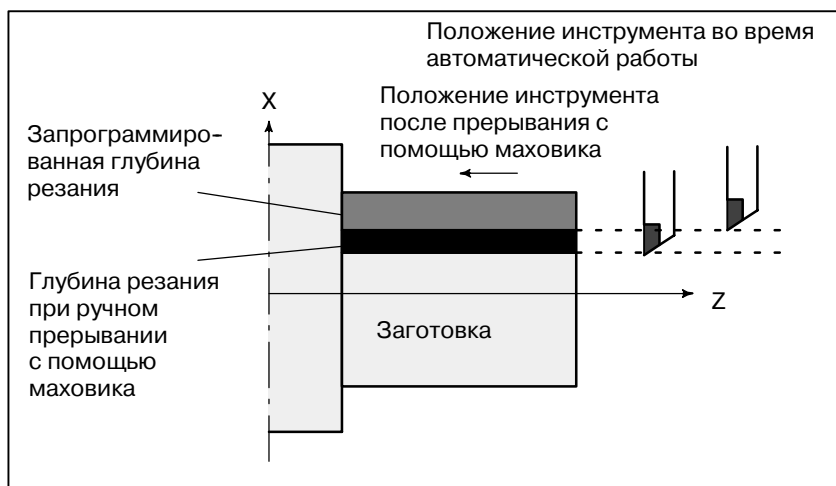 Положение инструмента во время
автоматической работы
Положение инструмента
после прерывания с
помощью маховика
X
Запрограммиро-
ванная глубина
резания
Глубина резания
при ручном
прерывании
с помощью
маховика
Z
Заготовка